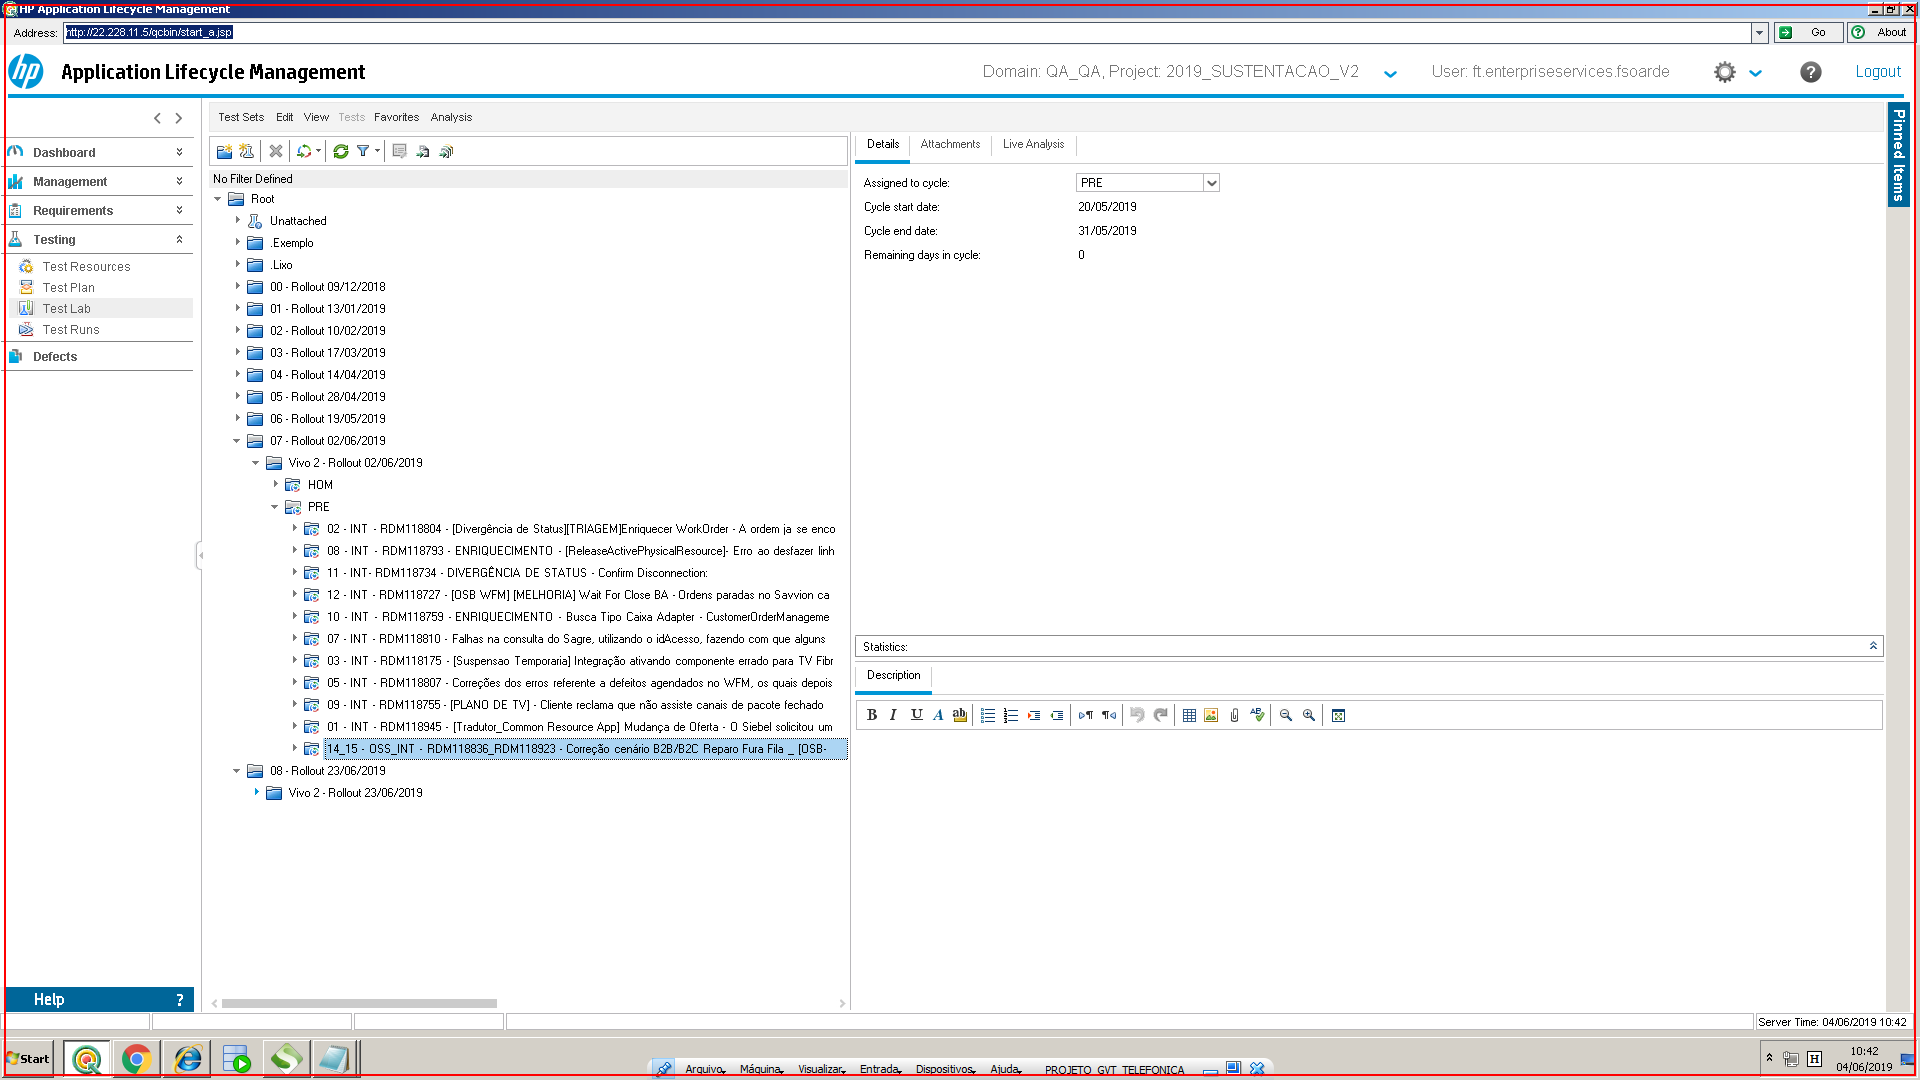 HP Application Lifecycle Management
Address: http://22.228.11.5/qcbin/start_a.jsp Go About
hp Application Lifecycle Management Domain: QA_QA, Project: 2019_SUSTENTACAO_V2 User: ft.enterpriseservices.fsoarde ? Logout
Pinned Items
Dashboard
Management
Requirements
Testing
Test Resources
Test Plan
Test Lab
Test Runs
Defects
Help ?
Test Sets Edit View Tests Favorites Analysis
No Filter Defined
Root
Unattached
.Exemplo
.Lixo
00 - Rollout 09/12/2018
01 - Rollout 13/01/2019
02 - Rollout 10/02/2019
03 - Rollout 17/03/2019
04 - Rollout 14/04/2019
05 - Rollout 28/04/2019
06 - Rollout 19/05/2019
07 - Rollout 02/06/2019
Vivo 2 - Rollout 02/06/2019
HOM
PRE
02 - INT - RDM118804 - [Divergência de Status][TRIAGEM]Enriquecer WorkOrder - A ordem ja se enco
08 - INT - RDM118793 - ENRIQUECIMENTO - [ReleaseActivePhysicalResource]- Erro ao desfazer linh
11 - INT- RDM118734 - DIVERGÊNCIA DE STATUS - Confirm Disconnection:
12 - INT - RDM118727 - [OSB WFM] [MELHORIA] Wait For Close BA - Ordens paradas no Savvion ca
10 - INT - RDM118759 - ENRIQUECIMENTO - Busca Tipo Caixa Adapter - CustomerOrderManageme
07 - INT - RDM118810 - Falhas na consulta do Sagre, utilizando o idAcesso, fazendo com que alguns
03 - INT - RDM118175 - [Suspensao Temporaria] Integração ativando componente errado para TV Fibr
05 - INT - RDM118807 - Correções dos erros referente a defeitos agendados no WFM, os quais depois
09 - INT - RDM118755 - [PLANO DE TV] - Cliente reclama que não assiste canais de pacote fechado
01 - INT - RDM118945 - [Tradutor_Common Resource App] Mudança de Oferta - O Siebel solicitou um
14_15 - OSS_INT - RDM118836_RDM118923 - Correção cenário B2B/B2C Reparo Fura Fila _ [OSB-
08 - Rollout 23/06/2019
Vivo 2 - Rollout 23/06/2019
Details Attachments Live Analysis
Assigned to cycle: PRE
Cycle start date: 20/05/2019
Cycle end date: 31/05/2019
Remaining days in cycle: 0
Statistics:
Description
B I U A ab
Server Time: 04/06/2019 10:42
Start
Arquivo Máquina Visualizar Entrada Dispositivos Ajuda PROJETO_GVT_TELEFONICA
H
10:42
04/06/2019